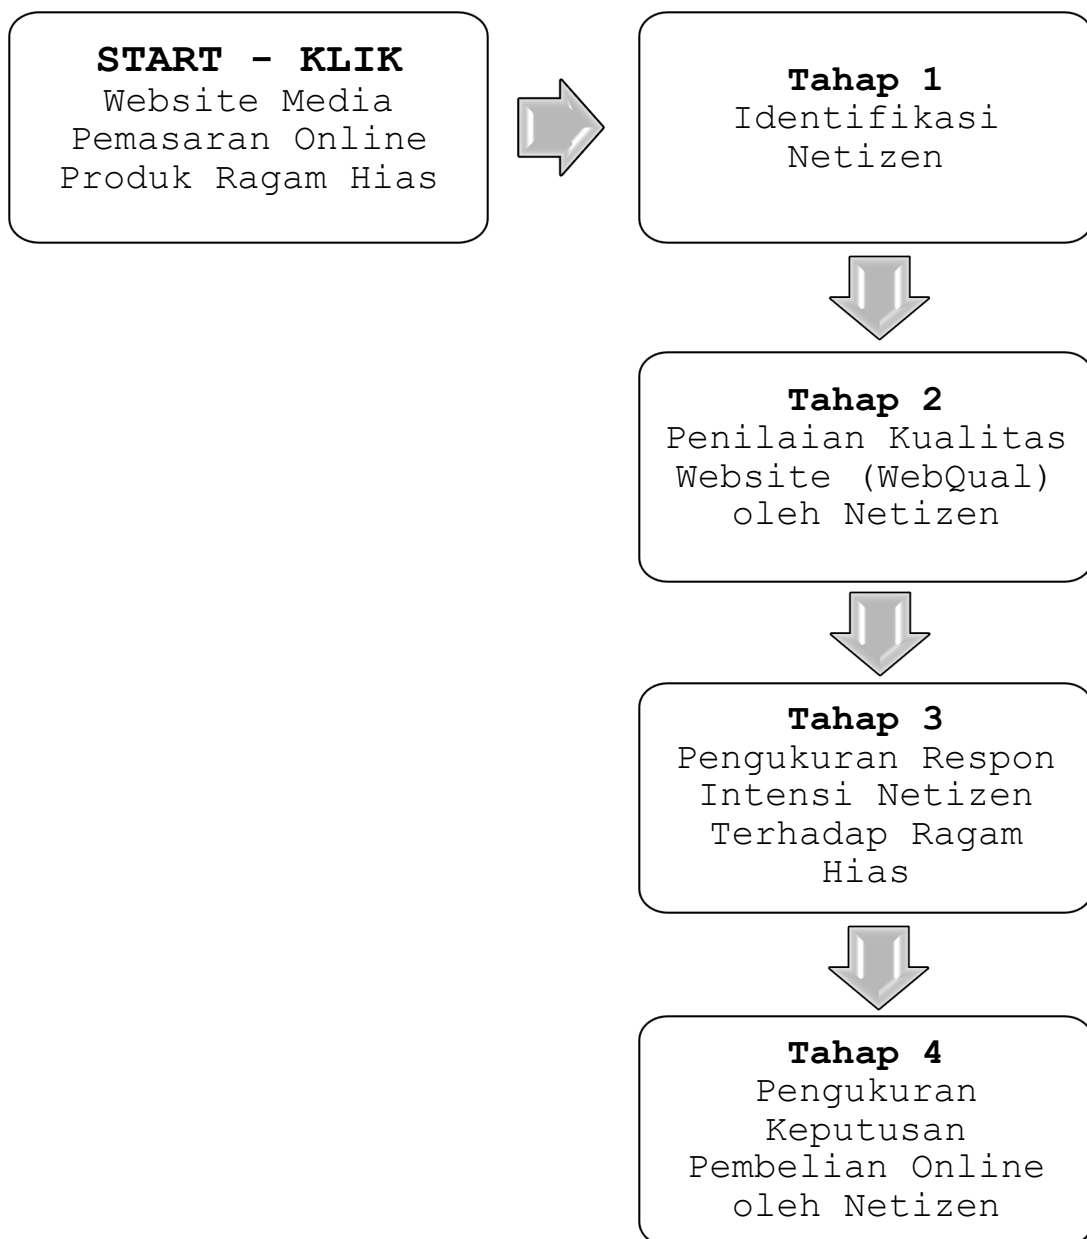 START - KLIK
Website Media
Pemasaran Online
Produk Ragam Hias
Tahap 1
Identifikasi
Netizen
Tahap 2
Penilaian Kualitas
Website (WebQual)
oleh Netizen
Tahap 3
Pengukuran Respon
Intensi Netizen
Terhadap Ragam
Hias
Tahap 4
Pengukuran
Keputusan
Pembelian Online
oleh Netizen